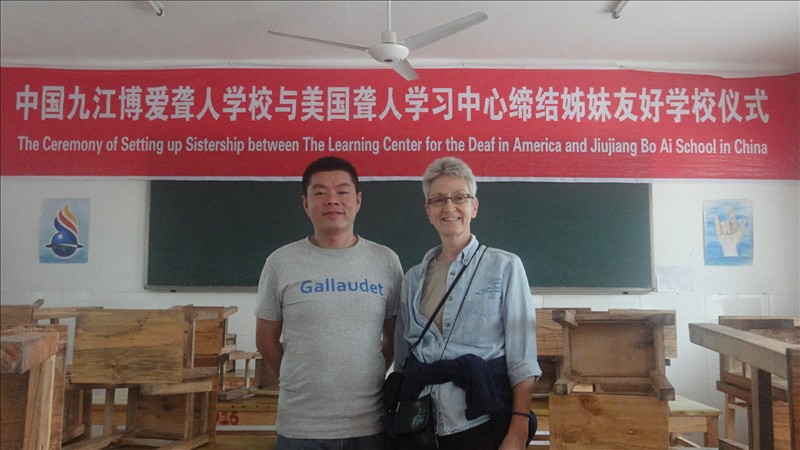 中国九江博爱聋人学校与美国聋人学习中心缔结姊妹友好学校仪式
The Ceremony of Setting up Sistership between The Learning Center for the Deaf in America and Jiujiang Bo Ai School in China
Gallaudet